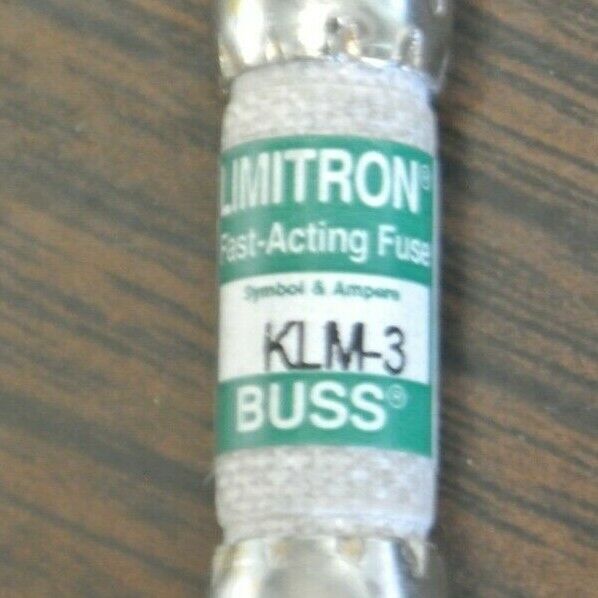 LIMITRON®
Fast-Acting Fuse
Symbol & Ampere
KLM-3
BUSS®